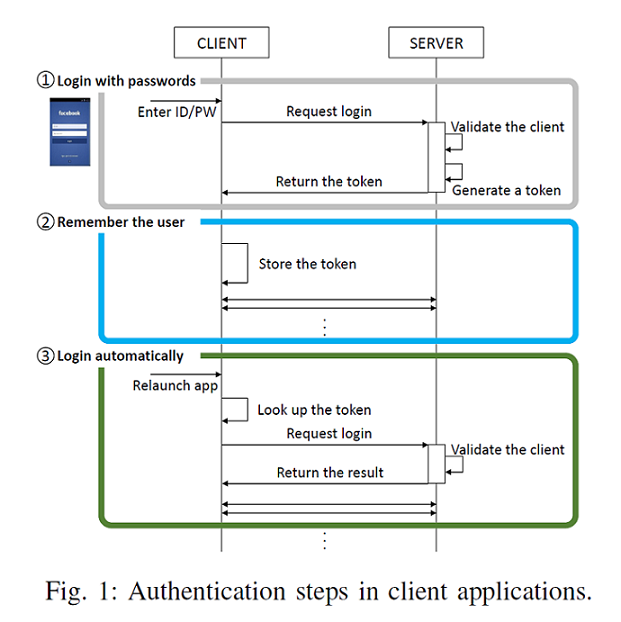 CLIENT
SERVER
① Login with passwords
facebook
Enter ID/PW
Request login
Validate the client
Return the token
Generate a token
② Remember the user
Store the token
⋮
③ Login automatically
Relaunch app
Look up the token
Request login
Validate the client
Return the result
⋮
Fig. 1: Authentication steps in client applications.